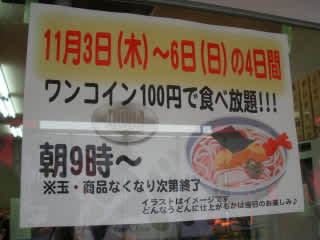 11月3日(木)～6日(日)の4日間
ワンコイン100円で食べ放題!!!
朝9時～
※玉・商品なくなり次第終了
イラストはイメージです
どんなうどんに仕上がるかは当日のお楽しみ♪